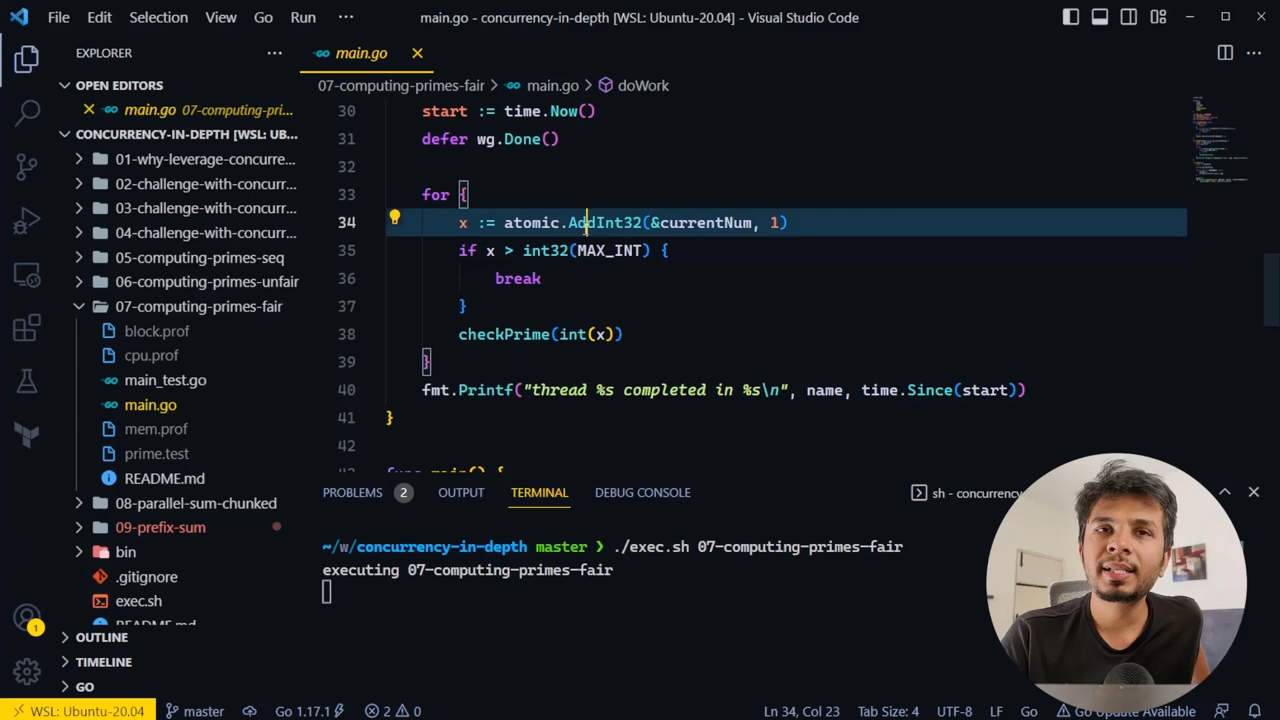 File Edit Selection View Go Run ··· main.go - concurrency-in-depth [WSL: Ubuntu-20.04] - Visual Studio Code
EXPLORER ···
OPEN EDITORS
main.go 07-computing-pri...
CONCURRENCY-IN-DEPTH [WSL: UB...
01-why-leverage-concurre...
02-challenge-with-concurr...
03-challenge-with-concurr...
04-challenge-with-concurr...
05-computing-primes-seq
06-computing-primes-unfair
07-computing-primes-fair
block.prof
cpu.prof
main_test.go
main.go
mem.prof
prime.test
README.md
08-parallel-sum-chunked
09-prefix-sum
bin
.gitignore
exec.sh
README.md
OUTLINE
TIMELINE
GO
main.go
07-computing-primes-fair > main.go > doWork
30 start := time.Now()
31 defer wg.Done()
32
33 for {
34 x := atomic.AddInt32(&currentNum, 1)
35 if x > int32(MAX_INT) {
36 break
37 }
38 checkPrime(int(x))
39 }
40 fmt.Printf("thread %s completed in %s\n", name, time.Since(start))
41 }
42
43 func main() {
PROBLEMS 2 OUTPUT TERMINAL DEBUG CONSOLE sh - concurrency
~/w/concurrency-in-depth master ❯ ./exec.sh 07-computing-primes-fair
executing 07-computing-primes-fair
1
WSL: Ubuntu-20.04 master Go 1.17.1 2 0 Ln 34, Col 23 Tab Size: 4 UTF-8 LF Go Go Update Available